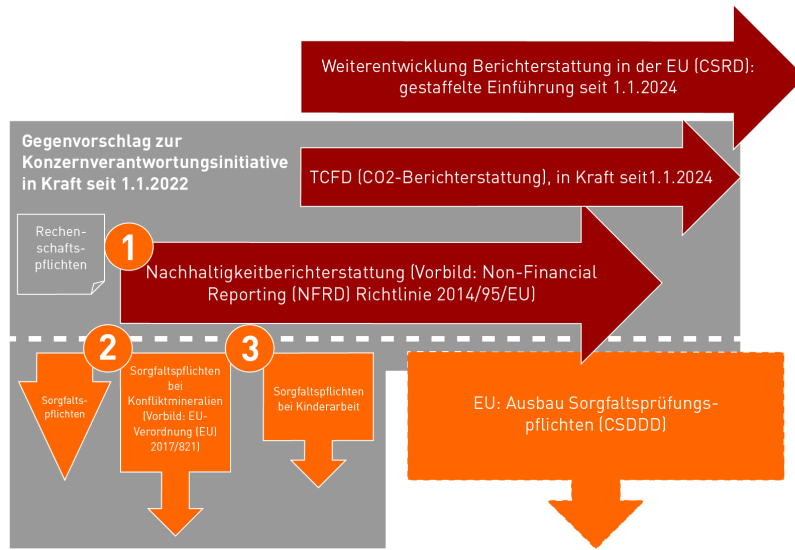 Weiterentwicklung Berichterstattung in der EU (CSRD):
gestaffelte Einführung seit 1.1.2024
Gegenvorschlag zur
Konzernverantwortungsinitiative
in Kraft seit 1.1.2022
TCFD (CO2-Berichterstattung), in Kraft seit1.1.2024
Rechen-
schafts-
pflichten
1
Nachhaltigkeitberichterstattung (Vorbild: Non-Financial
Reporting (NFRD) Richtlinie 2014/95/EU)
2
3
Sorgfalts-
pflichten
Sorgfaltspflichten
bei
Konfliktmineralien
(Vorbild: EU-
Verordnung (EU)
2017/821)
Sorgfaltspflichten
bei Kinderarbeit
EU: Ausbau Sorgfaltsprüfungs-
pflichten (CSDDD)